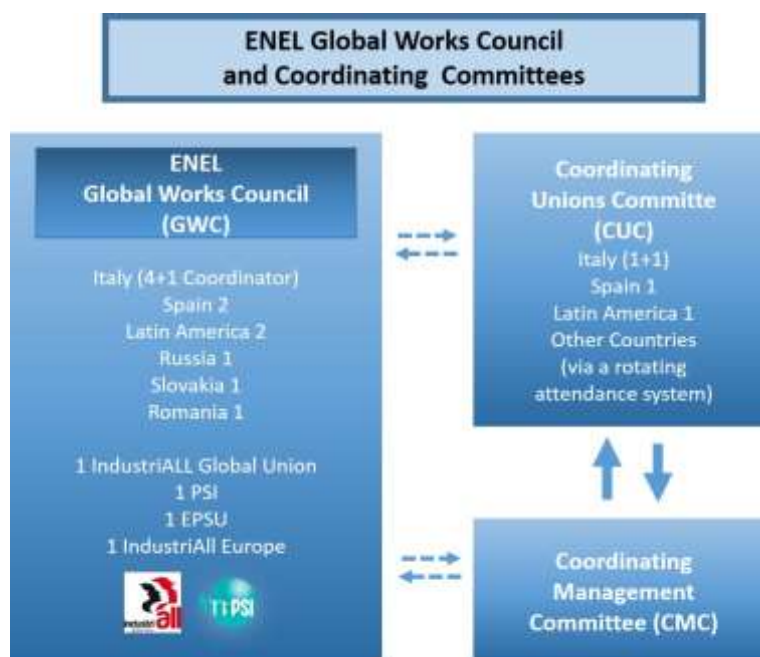 ENEL Global Works Council
and Coordinating Committees
ENEL
Global Works Council
(GWC)
Italy (4+1 Coordinator)
Spain 2
Latin America 2
Russia 1
Slovakia 1
Romania 1
1 IndustriALL Global Union
1 PSI
1 EPSU
1 IndustriAll Europe
industri
all
PSI
Coordinating
Unions Committe
(CUC)
Italy (1+1)
Spain 1
Latin America 1
Other Countries
(via a rotating
attendance system)
Coordinating
Management
Committee (CMC)